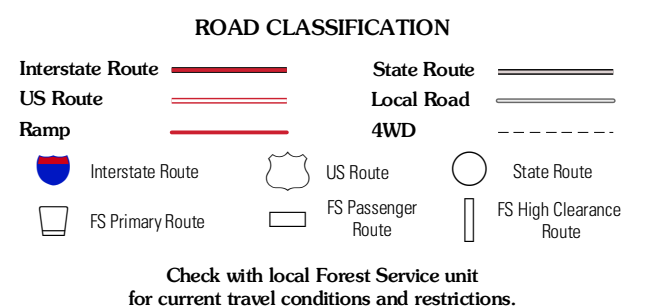 ROAD CLASSIFICATION
Interstate Route
State Route
US Route
Local Road
Ramp
4WD
Interstate Route
US Route
State Route
FS Primary Route
FS Passenger
Route
FS High Clearance
Route
Check with local Forest Service unit
for current travel conditions and restrictions.